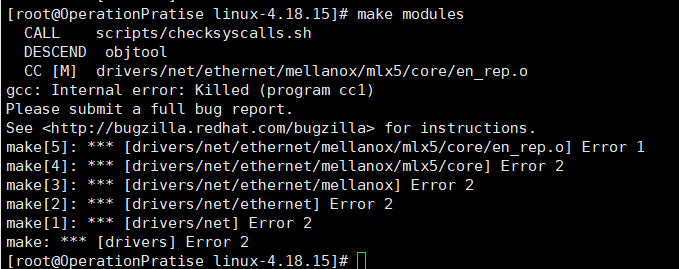 [root@OperationPratise linux-4.18.15]# make modules
  CALL    scripts/checksyscalls.sh
  DESCEND  objtool
  CC [M]  drivers/net/ethernet/mellanox/mlx5/core/en_rep.o
gcc: Internal error: Killed (program cc1)
Please submit a full bug report.
See <http://bugzilla.redhat.com/bugzilla> for instructions.
make[5]: *** [drivers/net/ethernet/mellanox/mlx5/core/en_rep.o] Error 1
make[4]: *** [drivers/net/ethernet/mellanox/mlx5/core] Error 2
make[3]: *** [drivers/net/ethernet/mellanox] Error 2
make[2]: *** [drivers/net/ethernet] Error 2
make[1]: *** [drivers/net] Error 2
make: *** [drivers] Error 2
[root@OperationPratise linux-4.18.15]#